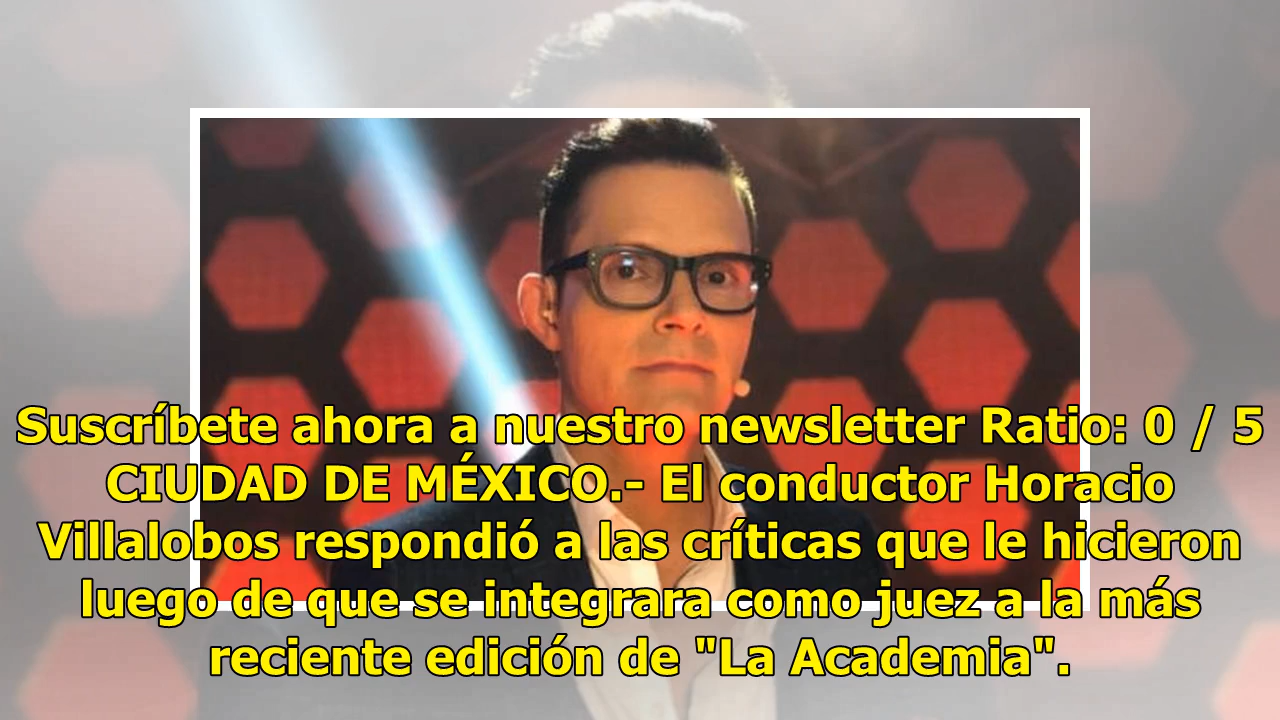 Suscríbete ahora a nuestro newsletter Ratio: 0 / 5
CIUDAD DE MÉXICO.- El conductor Horacio
Villalobos respondió a las críticas que le hicieron
luego de que se integrara como juez a la más
reciente edición de "La Academia".